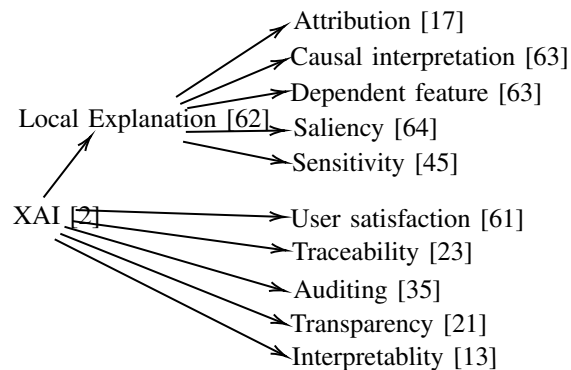 Attribution [17]
Causal interpretation [63]
Dependent feature [63]
Local Explanation [62]
Saliency [64]
Sensitivity [45]
XAI [2]
User satisfaction [61]
Traceability [23]
Auditing [35]
Transparency [21]
Interpretablity [13]